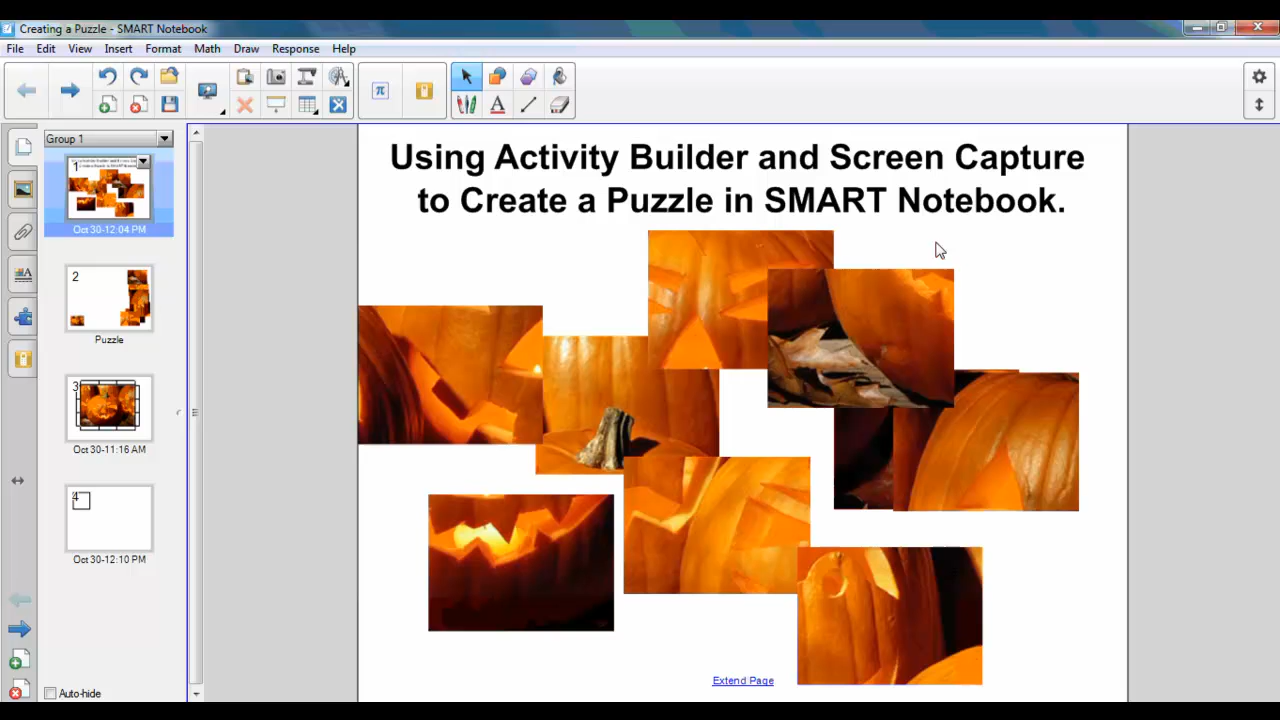 Creating a Puzzle - SMART Notebook
File Edit View Insert Format Math Draw Response Help
Group 1
1
Oct 30-12:04 PM
2
Puzzle
3
Oct 30-11:16 AM
4
Oct 30-12:10 PM
Auto-hide
Using Activity Builder and Screen Capture
to Create a Puzzle in SMART Notebook.
Extend Page